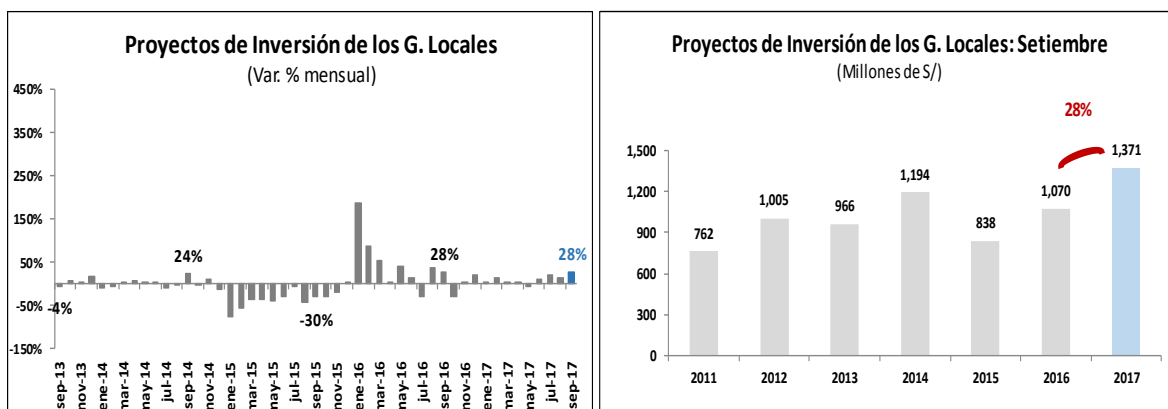 Proyectos de Inversión de los G. Locales
(Var. % mensual)
450%
350%
250%
150%
50%
-50%
-150%
-4%
24%
-30%
28%
28%
sep-13
nov-13
ene-14
mar-14
may-14
jul-14
sep-14
nov-14
ene-15
mar-15
may-15
jul-15
sep-15
nov-15
ene-16
mar-16
may-16
jul-16
sep-16
nov-16
ene-17
mar-17
may-17
jul-17
sep-17
Proyectos de Inversión de los G. Locales: Setiembre
(Millones de S/)
28%
1,500
1,200
900
600
300
0
762
1,005
966
1,194
838
1,070
1,371
2011
2012
2013
2014
2015
2016
2017